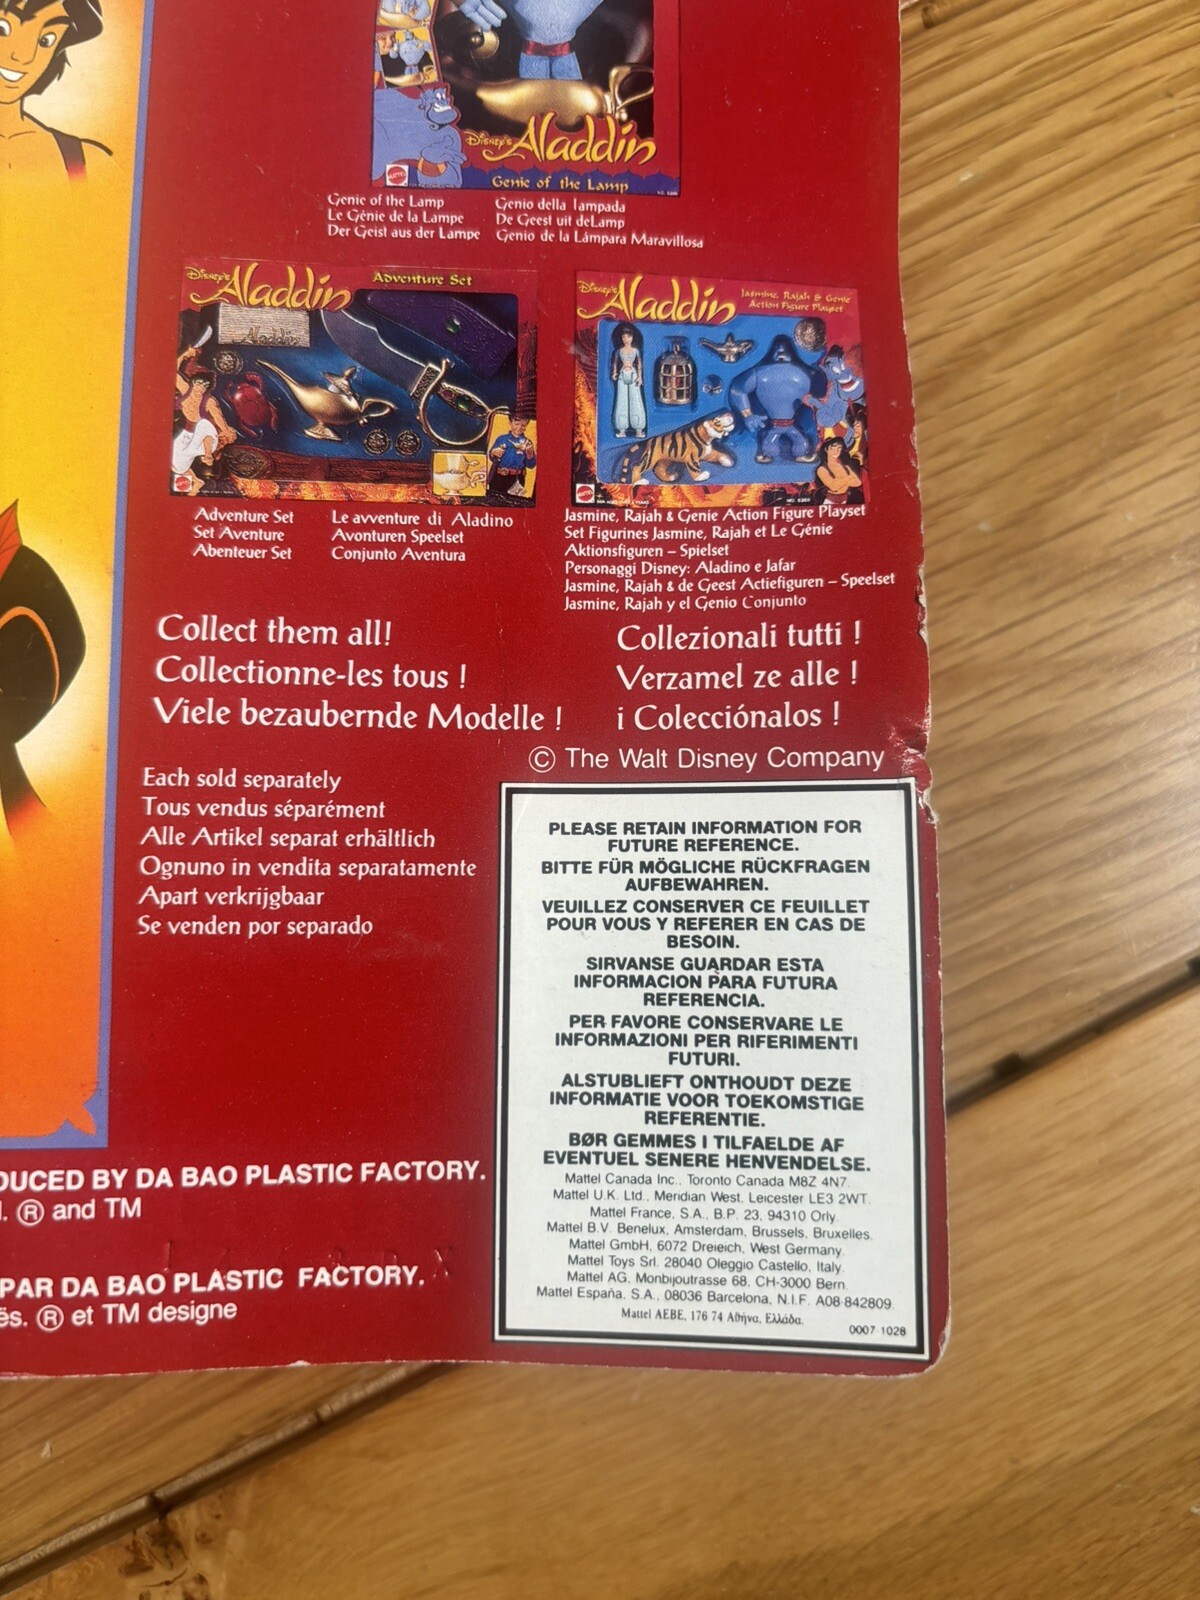 DISNEY'S Aladdin
MATTEL
Genie of the Lamp
Genie of the Lamp
Le Génie de la Lampe
Der Geist aus der Lampe
Genio della lampada
De Geest uit deLamp
Genio de la Lámpara Maravillosa
DISNEY'S Aladdin
Adventure Set
Aladdin
MATTEL
DISNEY'S Aladdin
Jasmine, Rajah & Genie
Action Figure Playset
MATTEL
Adventure Set
Set Aventure
Abenteuer Set
Le avventure di Aladino
Avonturen Speelset
Conjunto Aventura
Jasmine, Rajah & Genie Action Figure Playset
Set Figurines Jasmine, Rajah et Le Génie
Aktionsfiguren – Spielset
Personaggi Disney: Aladino e Jafar
Jasmine, Rajah & de Geest Actiefiguren – Speelset
Jasmine, Rajah y el Genio Conjunto
Collect them all!
Collectionne-les tous !
Viele bezaubernde Modelle !
Collezionali tutti !
Verzamel ze alle !
i Colecciónalos !
© The Walt Disney Company
Each sold separately
Tous vendus séparément
Alle Artikel separat erhältlich
Ognuno in vendita separatamente
Apart verkrijgbaar
Se venden por separado
PLEASE RETAIN INFORMATION FOR
FUTURE REFERENCE.
BITTE FÜR MÖGLICHE RÜCKFRAGEN
AUFBEWAHREN.
VEUILLEZ CONSERVER CE FEUILLET
POUR VOUS Y REFERER EN CAS DE
BESOIN.
SIRVANSE GUARDAR ESTA
INFORMACION PARA FUTURA
REFERENCIA.
PER FAVORE CONSERVARE LE
INFORMAZIONI PER RIFERIMENTI
FUTURI.
ALSTUBLIEFT ONTHOUDT DEZE
INFORMATIE VOOR TOEKOMSTIGE
REFERENTIE.
BØR GEMMES I TILFAELDE AF
EVENTUEL SENERE HENVENDELSE.
Mattel Canada Inc., Toronto Canada M8Z 4N7.
Mattel U.K. Ltd., Meridian West, Leicester LE3 2WT.
Mattel France, S.A., B.P. 23, 94310 Orly.
Mattel B.V. Benelux, Amsterdam, Brussels, Bruxelles.
Mattel GmbH, 6072 Dreieich, West Germany.
Mattel Toys Srl. 28040 Oleggio Castello, Italy.
Mattel AG, Monbijoutrasse 68, CH-3000 Bern.
Mattel España, S.A., 08036 Barcelona, N.I.F. A08-842809.
Mattel AEBE, 176 74 Αθήνα, Ελλάδα.
0007-1028
DUCED BY DA BAO PLASTIC FACTORY.
d. ® and TM
PAR DA BAO PLASTIC FACTORY.
és. ® et TM designe